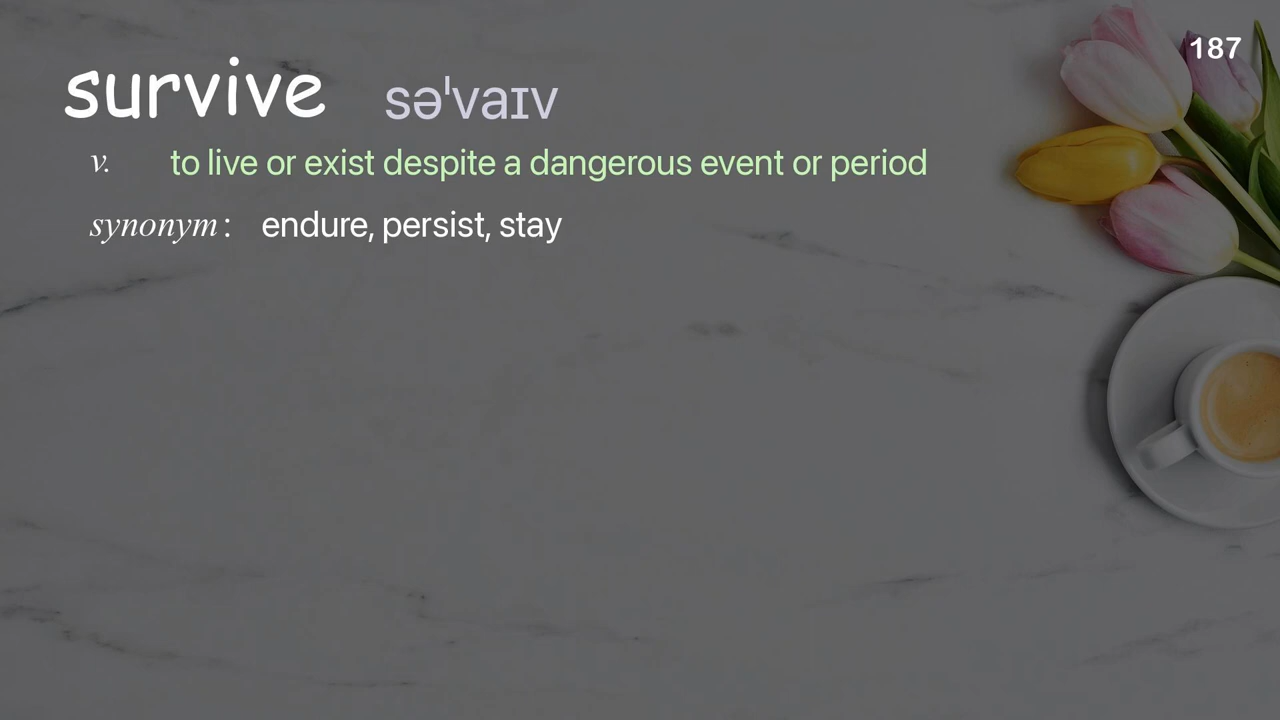 187
survive səˈvaɪv
v. to live or exist despite a dangerous event or period
synonym: endure, persist, stay